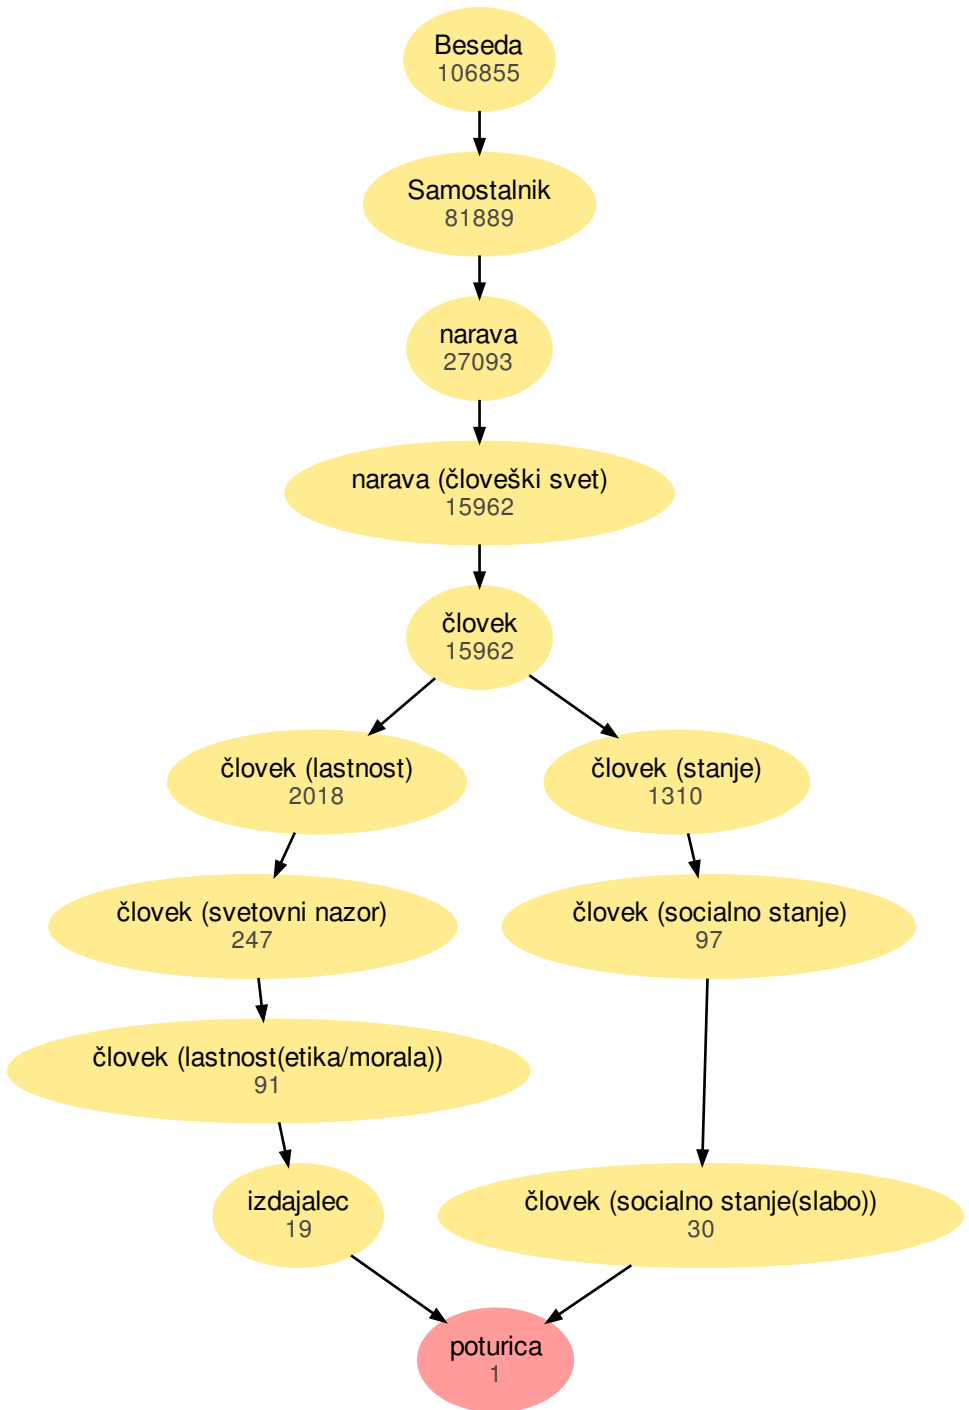 Beseda
106855
Samostalnik
81889
narava
27093
narava (človeški svet)
15962
človek
15962
človek (lastnost)
2018
človek (stanje)
1310
človek (svetovni nazor)
247
človek (socialno stanje)
97
človek (lastnost(etika/morala))
91
izdajalec
19
človek (socialno stanje(slabo))
30
poturica
1